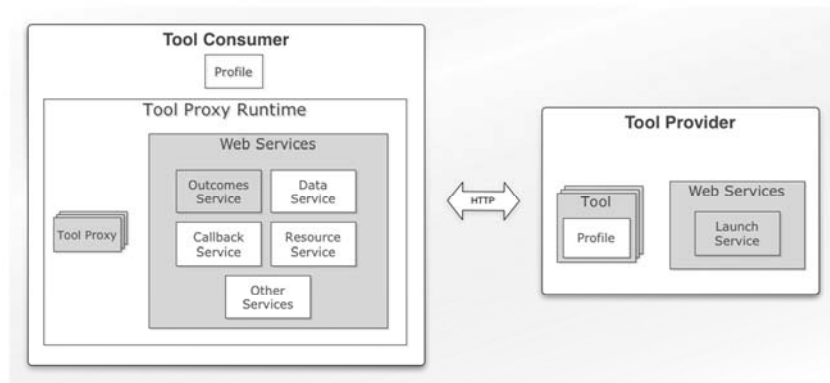 Tool Consumer
Profile
Tool Proxy Runtime
Web Services
Outcomes
Service
Data
Service
Tool Proxy
Callback
Service
Resource
Service
Other
Services
HTTP
Tool Provider
Tool
Profile
Web Services
Launch
Service